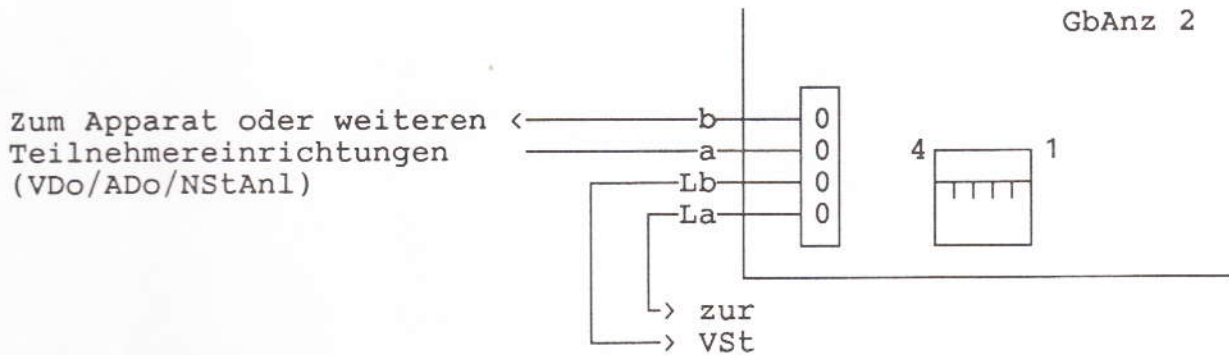 GbAnz 2
Zum Apparat oder weiteren <
Teilnehmereinrichtungen
(VDo/ADo/NStAnl)
b 0
a 0
Lb 0
La 0
4 1
> zur
> VSt